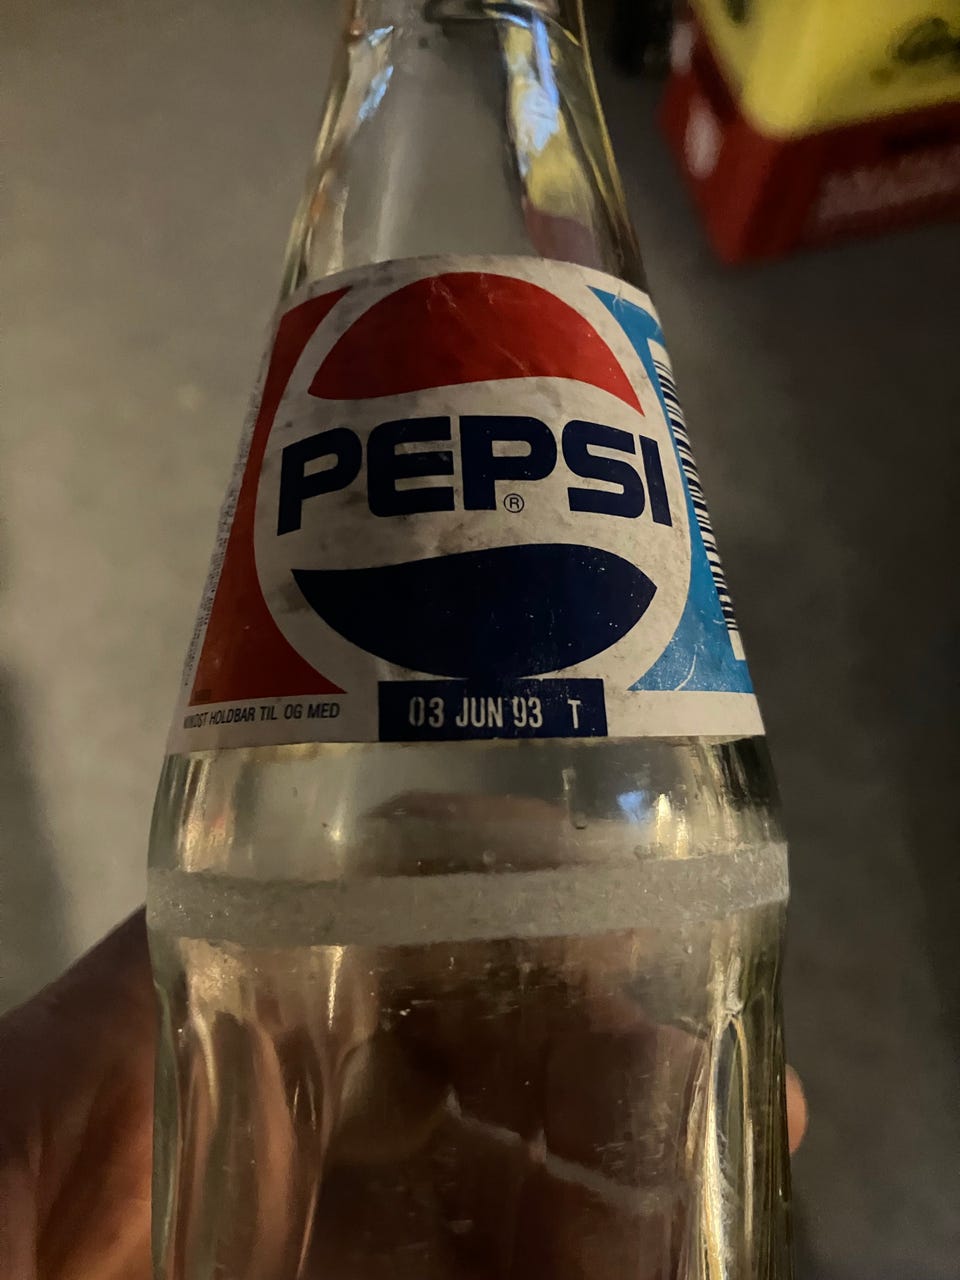 PEPSI
®
MINDST HOLDBAR TIL OG MED
03 JUN 93 T